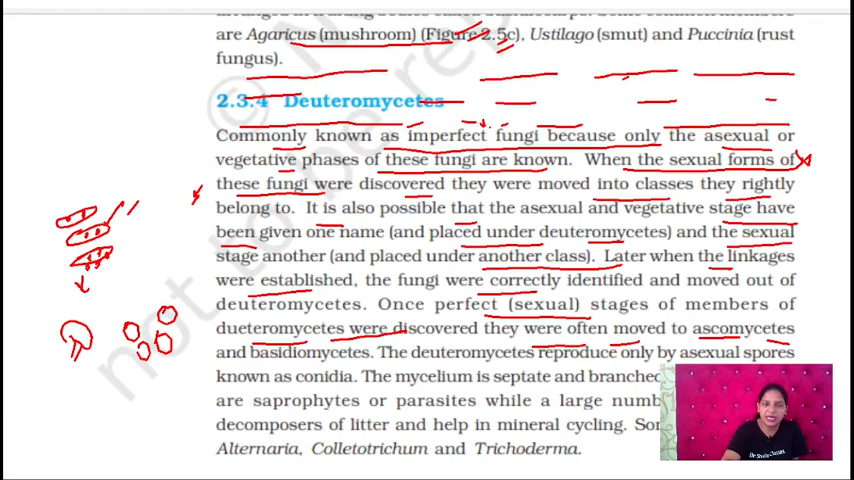 are Agaricus (mushroom) (Figure 2.5c), Ustilago (smut) and Puccinia (rust
fungus).
2.3.4 Deuteromycetes
Commonly known as imperfect fungi because only the asexual or
vegetative phases of these fungi are known. When the sexual forms of
these fungi were discovered they were moved into classes they rightly
belong to. It is also possible that the asexual and vegetative stage have
been given one name (and placed under deuteromycetes) and the sexual
stage another (and placed under another class). Later when the linkages
were established, the fungi were correctly identified and moved out of
deuteromycetes. Once perfect (sexual) stages of members of
dueteromycetes were discovered they were often moved to ascomycetes
and basidiomycetes. The deuteromycetes reproduce only by asexual spores
known as conidia. The mycelium is septate and branched
are saprophytes or parasites while a large
decomposers of litter and help in mineral cycling.
Alternaria, Colletotrichum and Trichoderma.
not to be re
Dr Shalu Classes